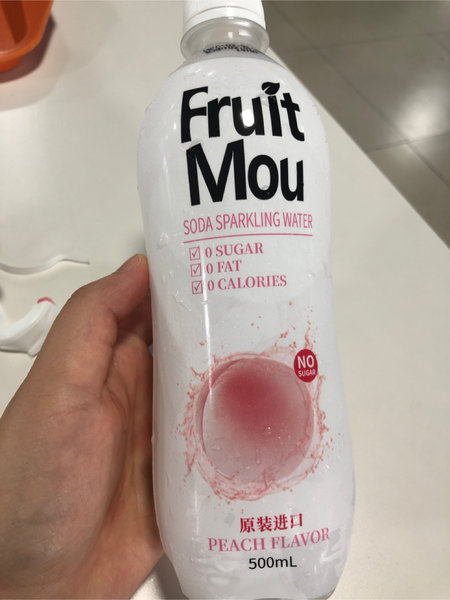 Fruit
Mou
SODA SPARKLING WATER
☑ 0 SUGAR
☑ 0 FAT
☑ 0 CALORIES
NO
SUGAR
原装进口
PEACH FLAVOR
500mL